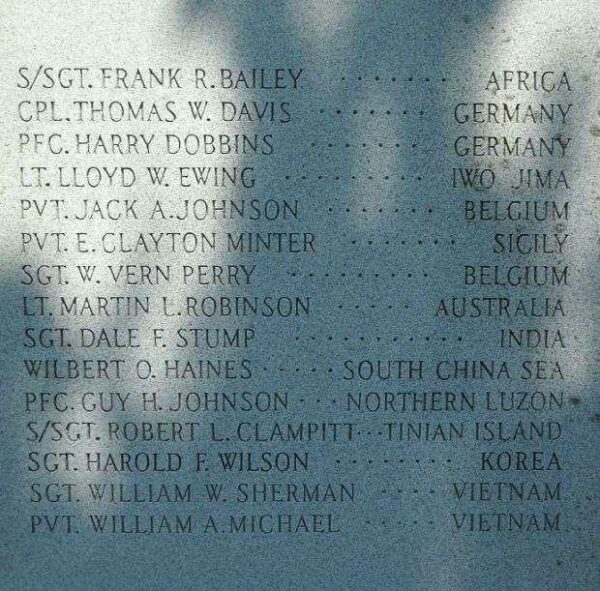 S/SGT. FRANK R. BAILEY ······· AFRICA
CPL. THOMAS W. DAVIS ······· GERMANY
PFC. HARRY DOBBINS ········ GERMANY
LT. LLOYD W. EWING ········· IWO JIMA
PVT. JACK A. JOHNSON ······· BELGIUM
PVT. E. CLAYTON MINTER ······· SICILY
SGT. W. VERN PERRY ········· BELGIUM
LT. MARTIN L. ROBINSON ······ AUSTRALIA
SGT. DALE F. STUMP ··········· INDIA
WILBERT O. HAINES ····· SOUTH CHINA SEA
PFC. GUY H. JOHNSON ··· NORTHERN LUZON
S/SGT. ROBERT L. CLAMPITT ··· TINIAN ISLAND
SGT. HAROLD F. WILSON ······· KOREA
SGT. WILLIAM W. SHERMAN ····· VIETNAM
PVT. WILLIAM A. MICHAEL ····· VIETNAM